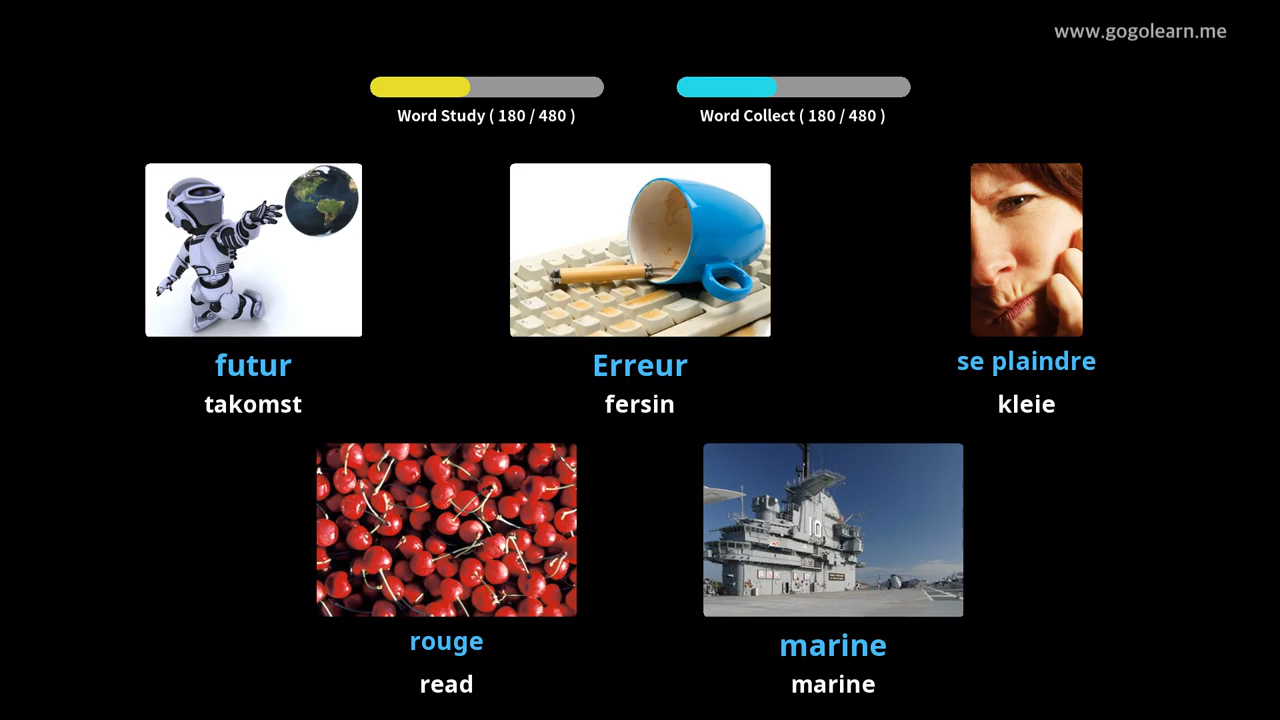 www.gogolearn.me
Word Study ( 180 / 480 )
Word Collect ( 180 / 480 )
futur
takomst
Erreur
fersin
se plaindre
kleie
rouge
read
10
marine
marine